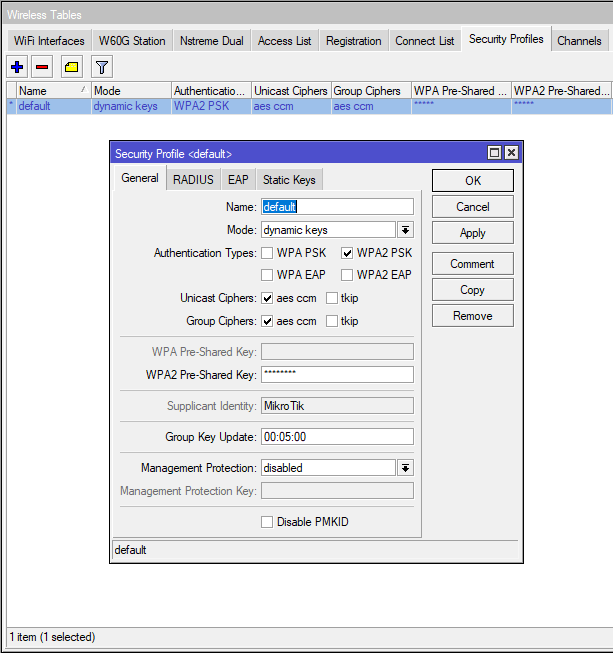 Wireless Tables
WiFi Interfaces W60G Station Nstreme Dual Access List Registration Connect List Security Profiles Channels
Name / Mode Authenticatio... Unicast Ciphers Group Ciphers WPA Pre-Shared ... WPA2 Pre-Shared...
* default dynamic keys WPA2 PSK aes ccm aes ccm ***** *****
Security Profile <default>
General RADIUS EAP Static Keys
OK
Name: default
Cancel
Mode: dynamic keys
Apply
Authentication Types: WPA PSK WPA2 PSK
Comment
WPA EAP WPA2 EAP
Copy
Unicast Ciphers: aes ccm tkip
Remove
Group Ciphers: aes ccm tkip
WPA Pre-Shared Key:
WPA2 Pre-Shared Key: ********
Supplicant Identity: MikroTik
Group Key Update: 00:05:00
Management Protection: disabled
Management Protection Key:
Disable PMKID
default
1 item (1 selected)